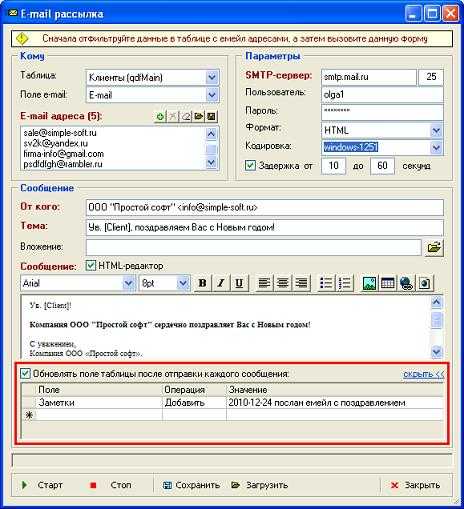 E-mail рассылка
Сначала отфильтруйте данные в таблице с емейл адресами, а затем вызовите данную форму
Кому
Таблица: Клиенты (qdfMain)
Поле e-mail: E-mail
E-mail адреса (5):
sale@simple-soft.ru
sv2k@yandex.ru
firma-info@gmail.com
psdfdfgh@rambler.ru
Параметры
SMTP-сервер: smtp.mail.ru 25
Пользователь: olga1
Пароль: ********
Формат: HTML
Кодировка: windows-1251
Задержка от 10 до 60 секунд
Сообщение
От кого: ООО "Простой софт" <info@simple-soft.ru>
Тема: Ув. [Client], поздравляем Вас с Новым годом!
Вложение:
Сообщение: HTML-редактор
Arial 8pt B I U
Ув. [Client]!
Компания ООО "Простой софт" сердечно поздравляет Вас с Новым годом!
С уважением,
Компания ООО «Простой софт».
Обновлять поле таблицы после отправки каждого сообщения: скрыть <<
Поле Операция Значение
Заметки Добавить 2010-12-24 послан емейл с поздравлением
Старт Стоп Сохранить Загрузить Закрыть